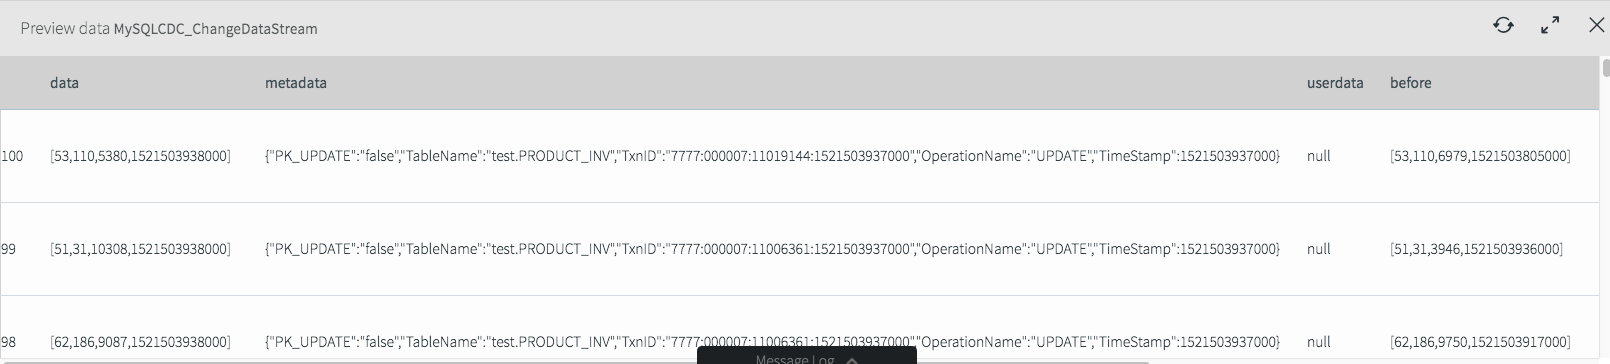 Preview data MySQLCDC_ChangeDataStream
data metadata userdata before
100 [53,110,5380,1521503938000] {"PK_UPDATE":"false","TableName":"test.PRODUCT_INV","TxnID":"7777:000007:11019144:1521503937000","OperationName":"UPDATE","TimeStamp":1521503937000} null [53,110,6979,1521503805000]
99 [51,31,10308,1521503938000] {"PK_UPDATE":"false","TableName":"test.PRODUCT_INV","TxnID":"7777:000007:11006361:1521503937000","OperationName":"UPDATE","TimeStamp":1521503937000} null [51,31,3946,1521503936000]
98 [62,186,9087,1521503938000] {"PK_UPDATE":"false","TableName":"test.PRODUCT_INV","TxnID":"7777:000007:11006361:1521503937000","OperationName":"UPDATE","TimeStamp":1521503937000} null [62,186,9750,1521503917000]
Message Log